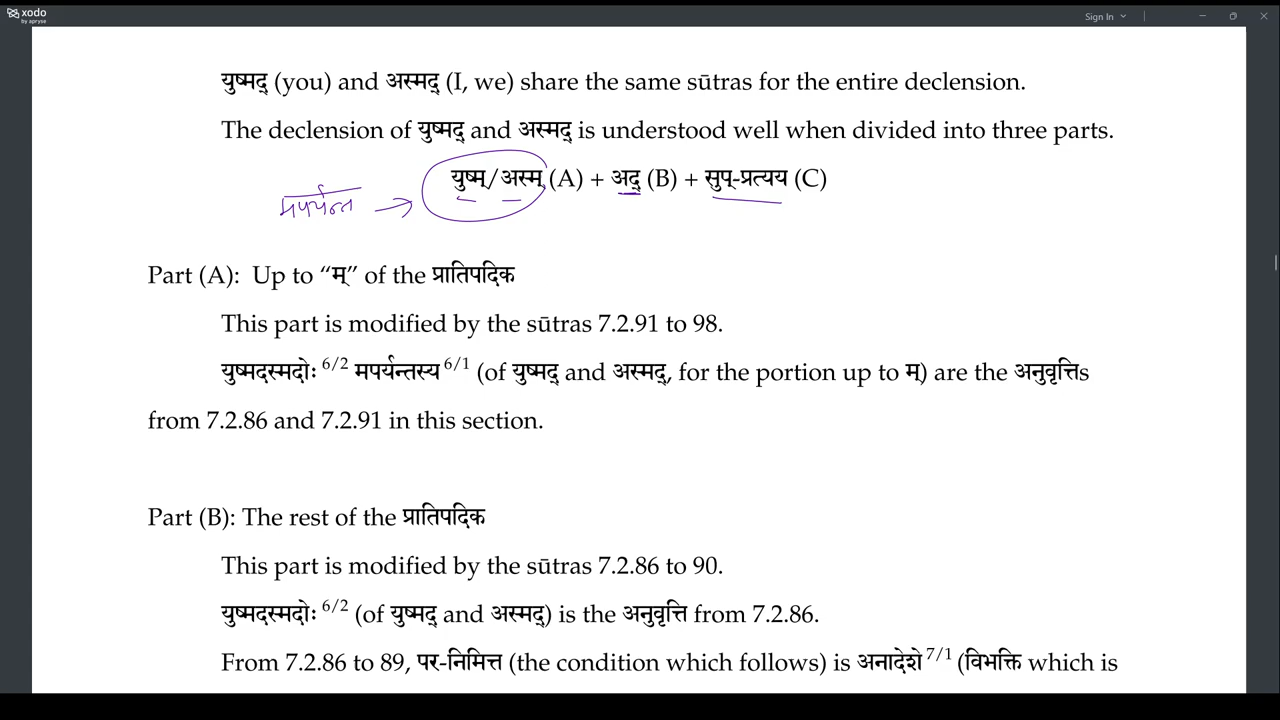 xodo
by apryse
Sign In
युष्मद् (you) and अस्मद् (I, we) share the same sūtras for the entire declension.
The declension of युष्मद् and अस्मद् is understood well when divided into three parts.
युष्म्/अस्म् (A) + अद् (B) + सुप्-प्रत्यय (C)
मपर्यन्त
Part (A): Up to “म्” of the प्रातिपदिक
This part is modified by the sūtras 7.2.91 to 98.
युष्मदस्मदोः 6/2 मपर्यन्तस्य 6/1 (of युष्मद् and अस्मद्, for the portion up to म्) are the अनुवृत्तिs
from 7.2.86 and 7.2.91 in this section.
Part (B): The rest of the प्रातिपदिक
This part is modified by the sūtras 7.2.86 to 90.
युष्मदस्मदोः 6/2 (of युष्मद् and अस्मद्) is the अनुवृत्ति from 7.2.86.
From 7.2.86 to 89, पर-निमित्त (the condition which follows) is अनादेशे 7/1 (विभक्ति which is